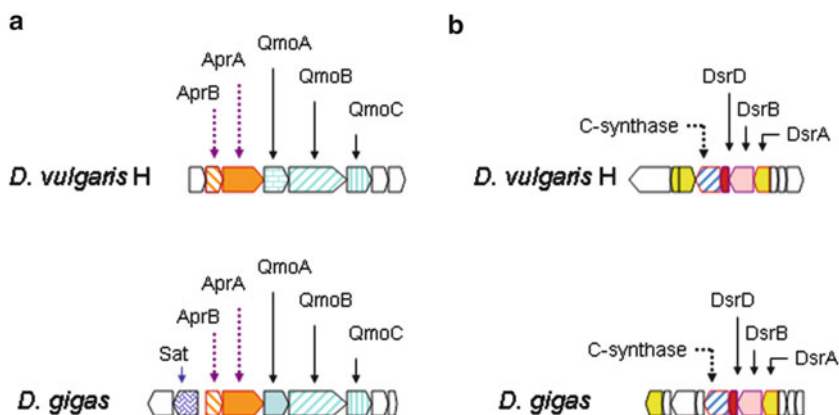 a
QmoA
AprA
QmoB
AprB
QmoC
D. vulgaris H
QmoA
AprA
QmoB
AprB
QmoC
Sat
D. gigas
b
DsrD
DsrB
C-synthase
DsrA
D. vulgaris H
DsrD
DsrB
C-synthase
DsrA
D. gigas